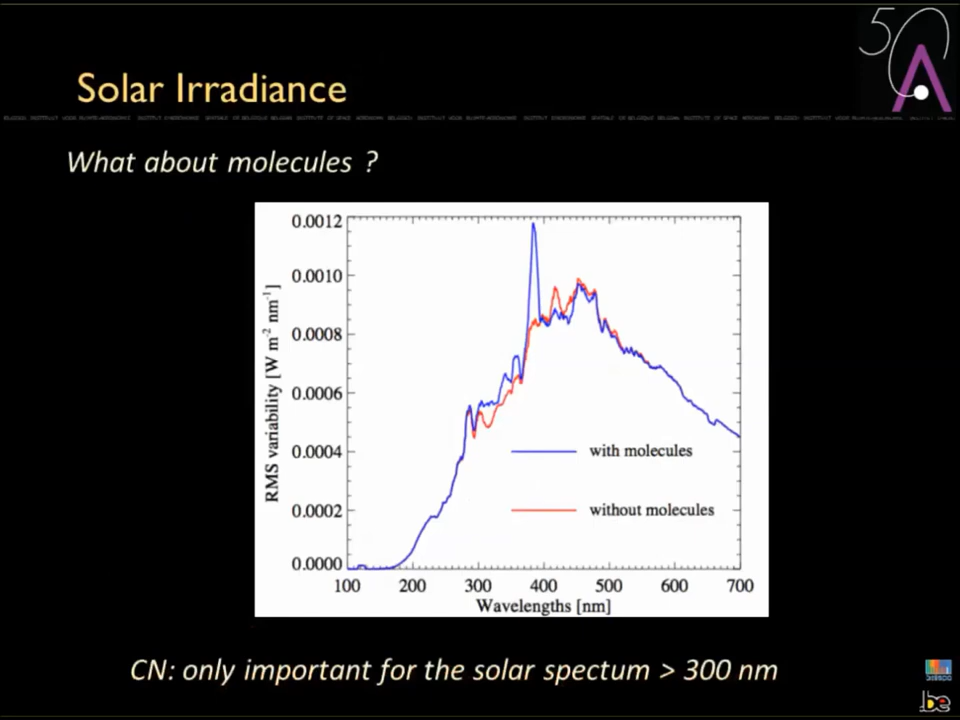 50
Solar Irradiance
What about molecules ?
0.0012
0.0010
0.0008
0.0006
0.0004
0.0002
0.0000
RMS variability [W m⁻² nm⁻¹]
with molecules
without molecules
100 200 300 400 500 600 700
Wavelengths [nm]
CN: only important for the solar spectum > 300 nm
.be